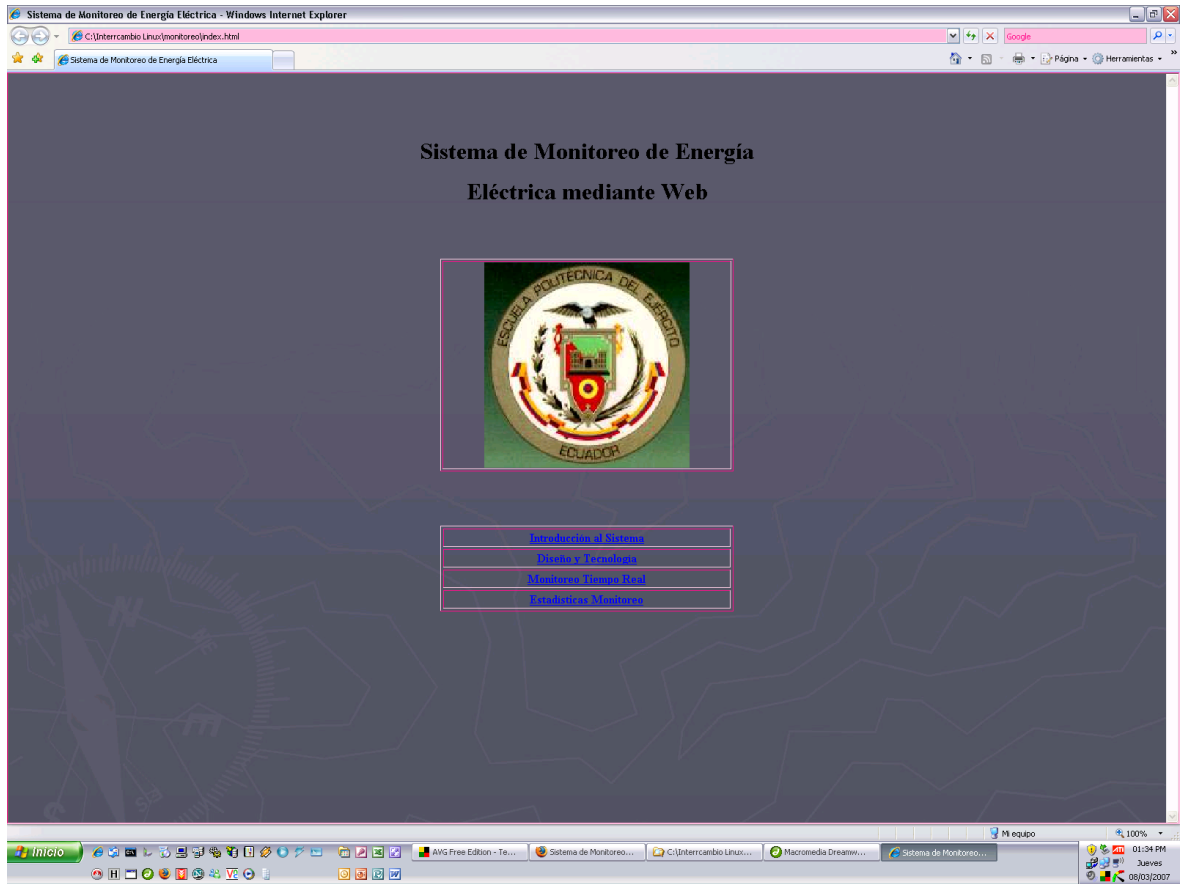 Sistema de Monitoreo de Energía Eléctrica - Windows Internet Explorer
C:\Interrcambio Linux\monitoreo\index.html
Google
Sistema de Monitoreo de Energía Eléctrica
Página
Herramientas
Sistema de Monitoreo de Energía
Eléctrica mediante Web
ESCUELA POLITECNICA DEL EJERCITO
ECUADOR
Introducción al Sistema
Diseño y Tecnologia
Monitoreo Tiempo Real
Estadísticas Monitoreo
Mi equipo
100%
Inicio
AVG Free Edition - Te...
Sistema de Monitoreo...
C:\Interrcambio Linux...
Macromedia Dreamw...
Sistema de Monitoreo...
01:34 PM
Jueves
08/03/2007